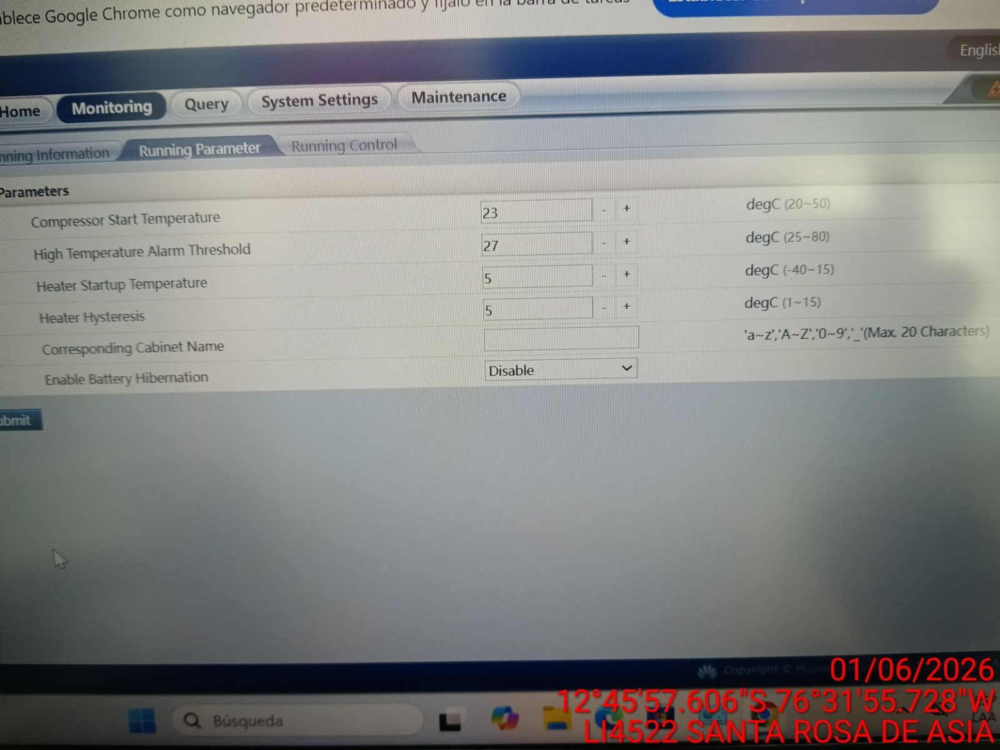 blece Google Chrome como navegador predeterminado y fíjalo en la barra de tareas
English
Home Monitoring Query System Settings Maintenance
nning Information Running Parameter Running Control
Parameters
Compressor Start Temperature 23 - + degC (20~50)
High Temperature Alarm Threshold 27 - + degC (25~80)
Heater Startup Temperature 5 - + degC (-40~15)
Heater Hysteresis 5 - + degC (1~15)
Corresponding Cabinet Name 'a~z','A~Z','0~9','_'(Max. 20 Characters)
Enable Battery Hibernation Disable
ubmit
Copyright © Huaw
01/06/2026
12°45'57.606"S 76°31'55.728"W
Búsqueda
LAA
LI4522 SANTA ROSA DE ASIA